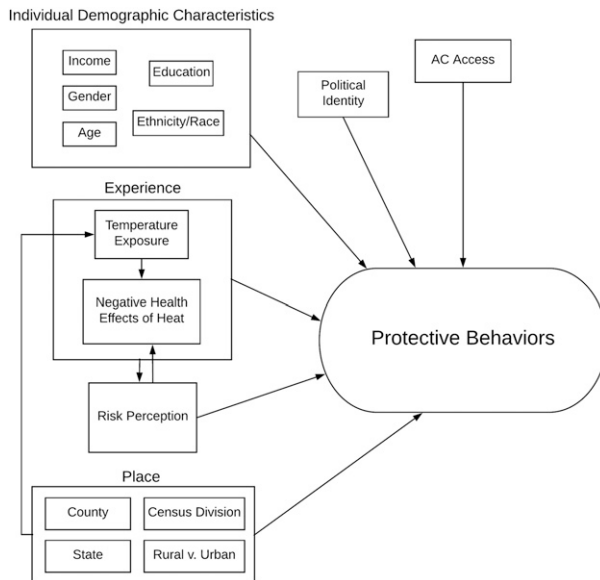 Individual Demographic Characteristics
Income
Education
Gender
Ethnicity/Race
Age
Political
Identity
AC Access
Experience
Temperature
Exposure
Negative Health
Effects of Heat
Risk Perception
Protective Behaviors
Place
County
Census Division
State
Rural v. Urban